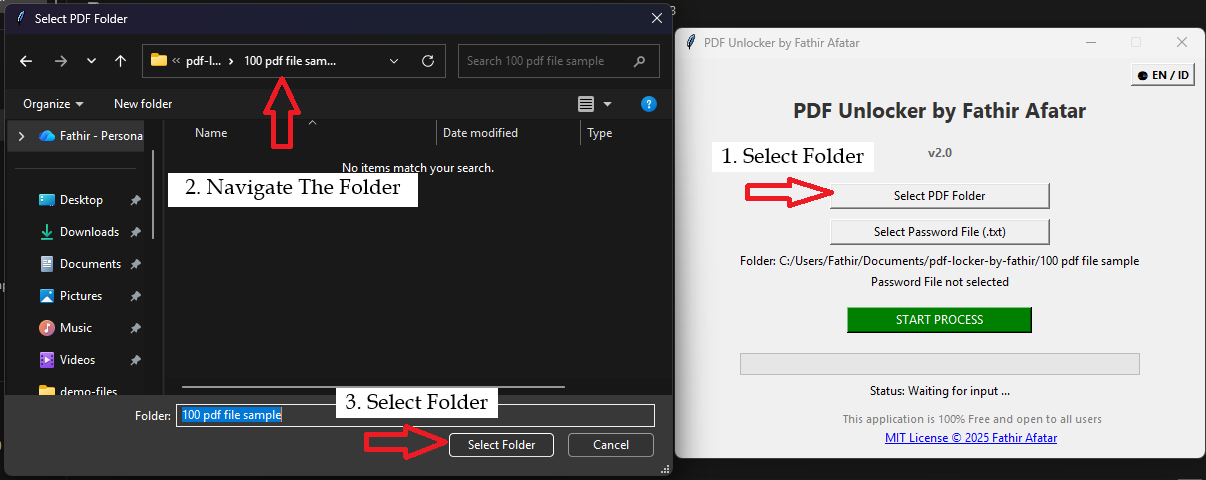 Select PDF Folder
pdf-l... 100 pdf file sam...
Search 100 pdf file sample
Organize New folder
Name Date modified Type
Fathir - Persona
No items match your search.
2. Navigate The Folder
Desktop
Downloads
Documents
Pictures
Music
Videos
demo-files
3. Select Folder
Folder: 100 pdf file sample
Select Folder Cancel
PDF Unlocker by Fathir Afatar
EN / ID
PDF Unlocker by Fathir Afatar
1. Select Folder
v2.0
Select PDF Folder
Select Password File (.txt)
Folder: C:/Users/Fathir/Documents/pdf-locker-by-fathir/100 pdf file sample
Password File not selected
START PROCESS
Status: Waiting for input ...
This application is 100% Free and open to all users
MIT License © 2025 Fathir Afatar